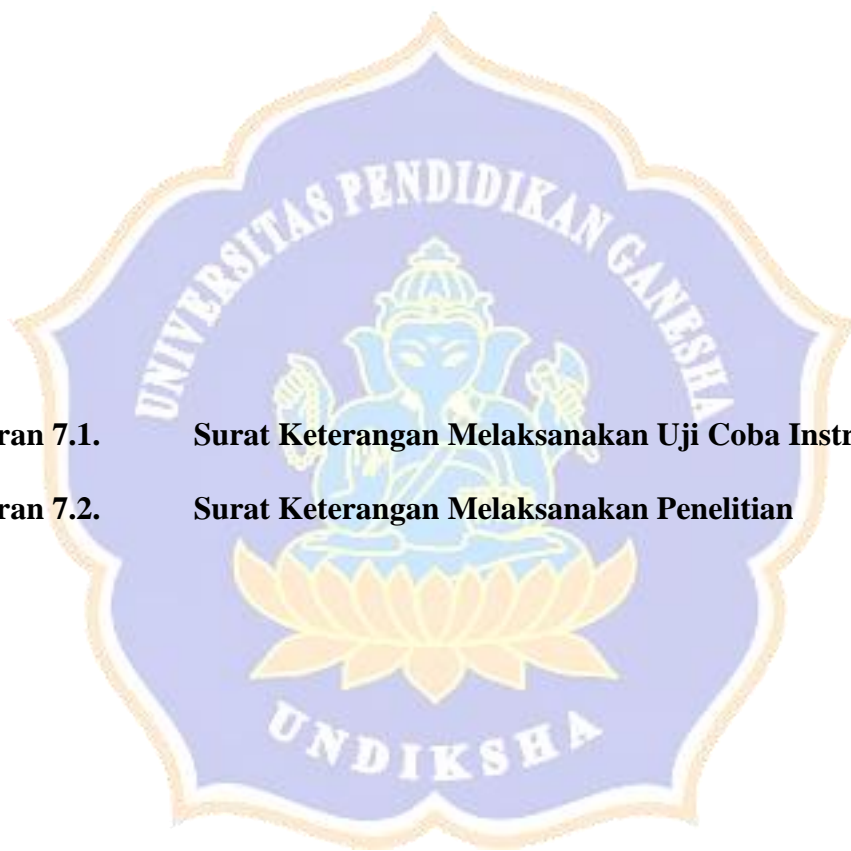 UNIVERSITAS PENDIDIKAN GANESHA
ran 7.1. Surat Keterangan Melaksanakan Uji Coba Instr
ran 7.2. Surat Keterangan Melaksanakan Penelitian
UNDIKSHA